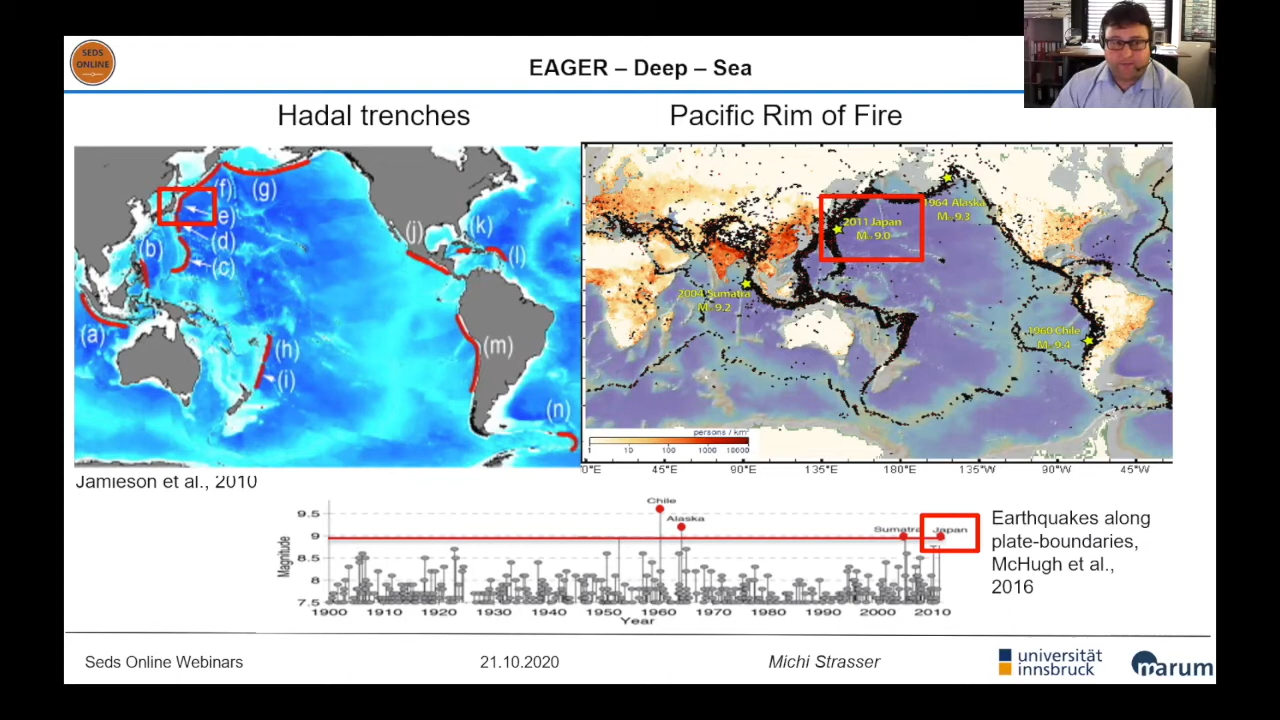 SEDS
ONLINE
EAGER – Deep – Sea
Hadal trenches
Pacific Rim of Fire
(a)
(b)
(c)
(d)
(e)
(f)
(g)
(h)
(i)
(j)
(k)
(l)
(m)
(n)
1964 Alaska
M~9.3
2011 Japan
M~9.0
2004 Sumatra
M~9.2
1960 Chile
M~9.4
persons / km²
1 10 100 1000 10000
0°E 45°E 90°E 135°E 180°E 135°W 90°W 45°W
Jamieson et al., 2010
Chile
Alaska
Sumatra
Japan
9.5
9
8.5
8
7.5
Magnitude
1900 1910 1920 1930 1940 1950 1960 1970 1980 1990 2000 2010
Year
Earthquakes along
plate-boundaries,
McHugh et al.,
2016
Seds Online Webinars
21.10.2020
Michi Strasser
universität
innsbruck
marum